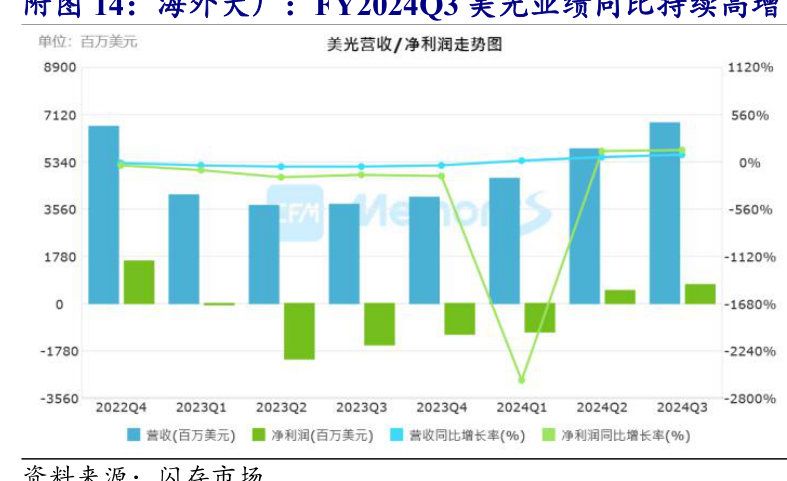 附图 14：海外大厂：FY2024Q3 美光业绩同比持续高增
单位：百万美元
美光营收/净利润走势图
8900 1120%
7120 560%
5340 0%
3560 -560%
CFM MemoryS
1780 -1120%
0 -1680%
-1780 -2240%
-3560 -2800%
2022Q4 2023Q1 2023Q2 2023Q3 2023Q4 2024Q1 2024Q2 2024Q3
营收(百万美元) 净利润(百万美元) 营收同比增长率(%) 净利润同比增长率(%)
资料来源：闪存市场